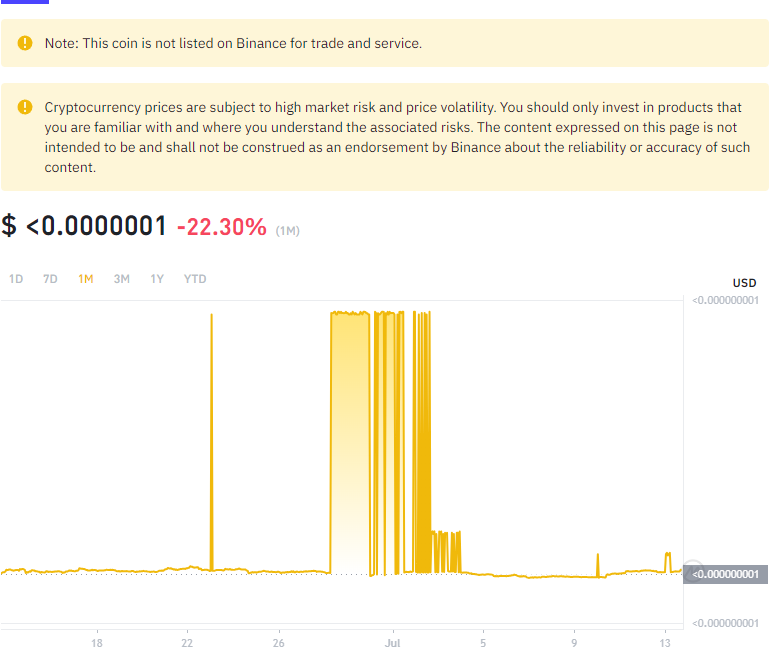 Note: This coin is not listed on Binance for trade and service.
Cryptocurrency prices are subject to high market risk and price volatility. You should only invest in products that
you are familiar with and where you understand the associated risks. The content expressed on this page is not
intended to be and shall not be construed as an endorsement by Binance about the reliability or accuracy of such
content.
$ <0.0000001 -22.30% (1M)
1D 7D 1M 3M 1Y YTD
USD
<0.000000001
<0.000000001
<0.000000001
18 22 26 Jul 5 9 13